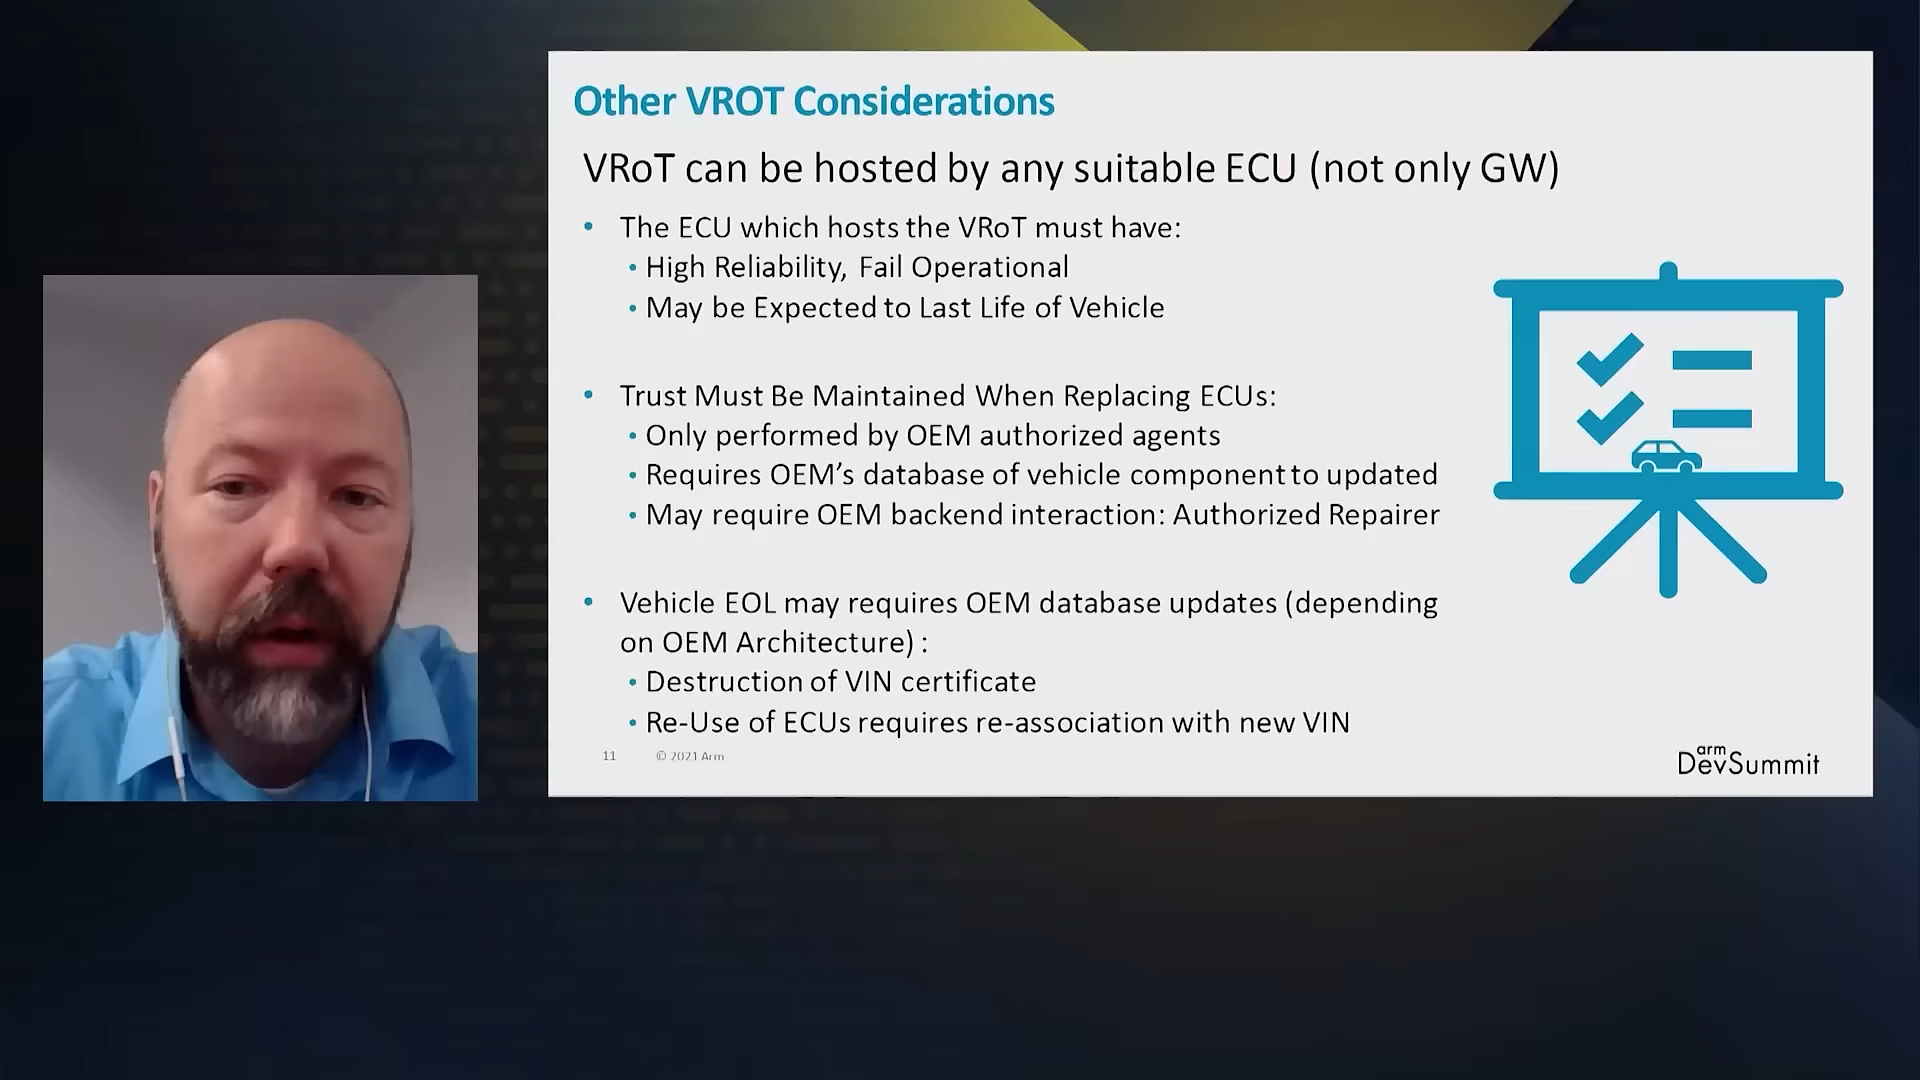 Other VROT Considerations
VRoT can be hosted by any suitable ECU (not only GW)
• The ECU which hosts the VRoT must have:
• High Reliability, Fail Operational
• May be Expected to Last Life of Vehicle
• Trust Must Be Maintained When Replacing ECUs:
• Only performed by OEM authorized agents
• Requires OEM's database of vehicle component to updated
• May require OEM backend interaction: Authorized Repairer
• Vehicle EOL may requires OEM database updates (depending
on OEM Architecture) :
• Destruction of VIN certificate
• Re-Use of ECUs requires re-association with new VIN
11 © 2021 Arm
arm
DevSummit